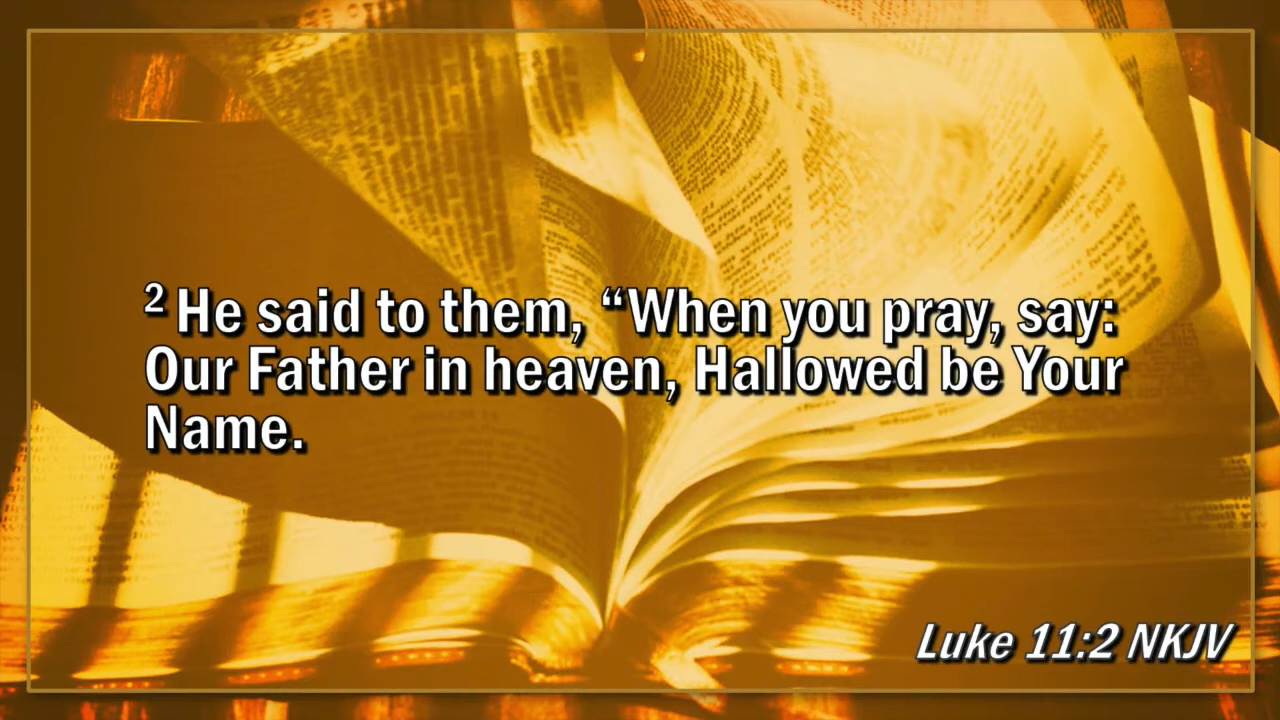 2 He said to them, “When you pray, say:
Our Father in heaven, Hallowed be Your
Name.
Luke 11:2 NKJV